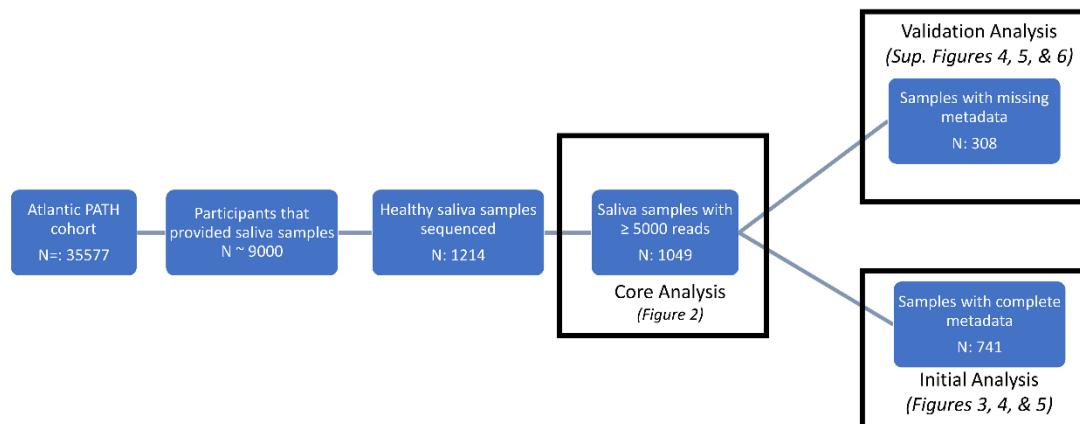 Atlantic PATH
cohort
N=: 35577
Participants that
provided saliva samples
N ~ 9000
Healthy saliva samples
sequenced
N: 1214
Saliva samples with
≥ 5000 reads
N: 1049
Core Analysis
(Figure 2)
Validation Analysis
(Sup. Figures 4, 5, & 6)
Samples with missing
metadata
N: 308
Samples with complete
metadata
N: 741
Initial Analysis
(Figures 3, 4, & 5)